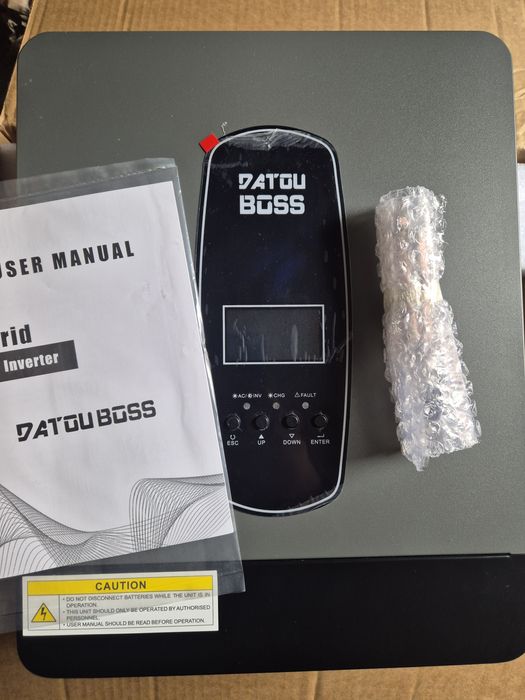 DATOU
BOSS
USER MANUAL
rid
Inverter
DATOUBOSS
AC/ INV CHG FAULT
ESC UP DOWN ENTER
CAUTION
• DO NOT DISCONNECT BATTERIES WHILE THE UNIT IS IN
OPERATION.
• THIS UNIT SHOULD ONLY BE OPERATED BY AUTHORISED
PERSONNEL.
• USER MANUAL SHOULD BE READ BEFORE OPERATION.